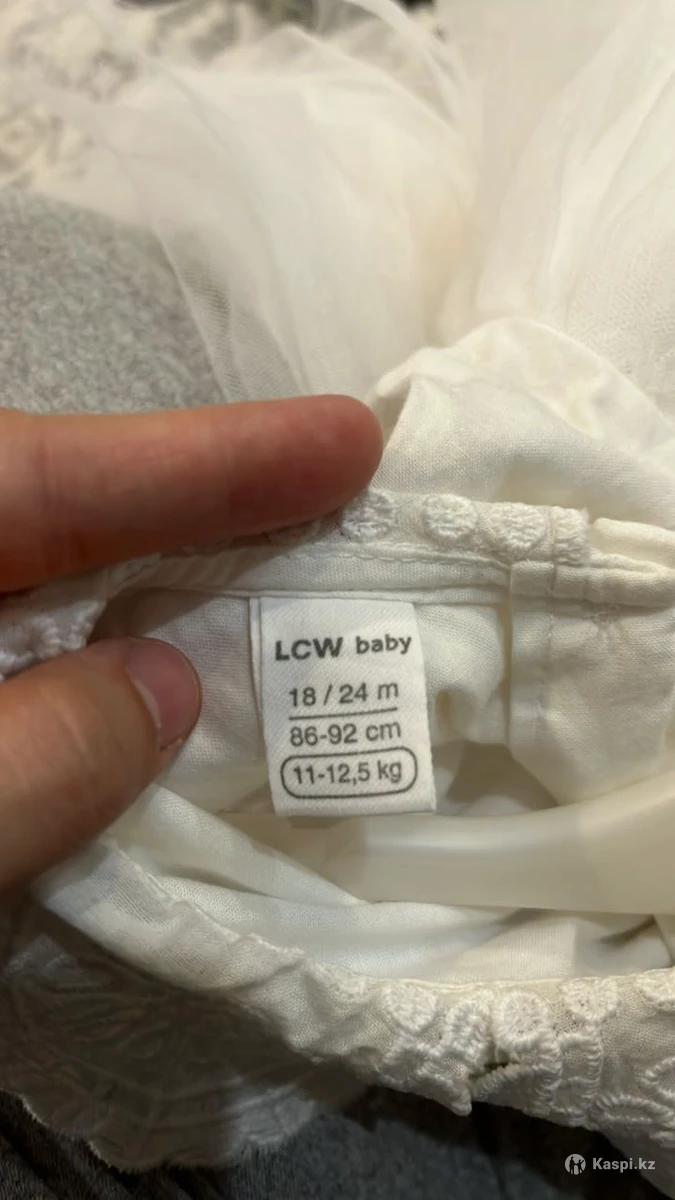 LCW baby
18 / 24 m
86-92 cm
11-12,5 kg
Kaspi.kz